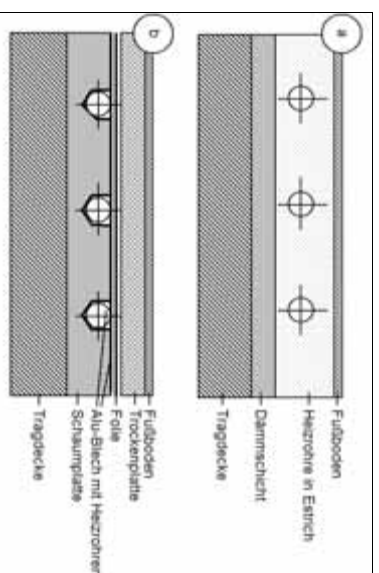 a
Fußboden
Heizrohre in Estrich
Dämmschicht
Tragdecke
b
Fußboden
Trockenplatte
Folie
Alu-Blech mit Heizrohren
Schaumplatte
Tragdecke